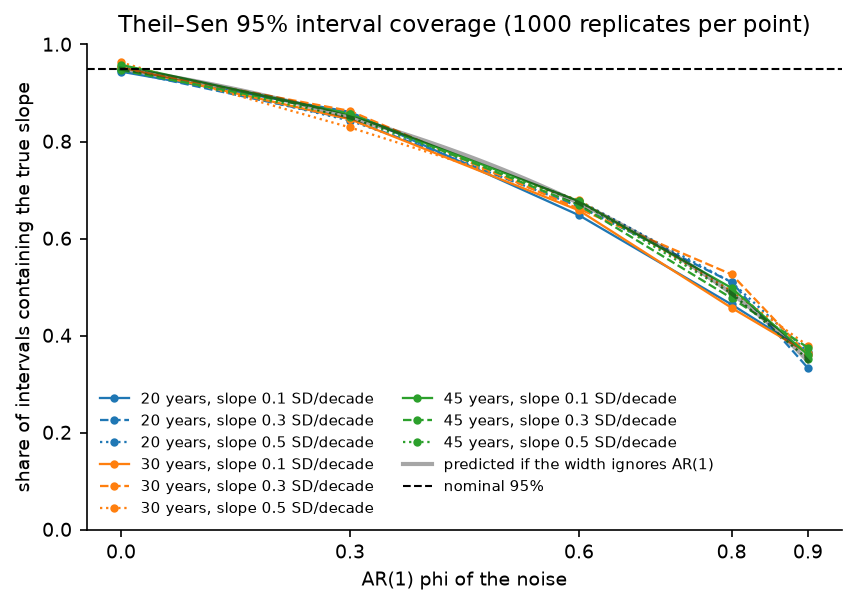 Theil–Sen 95% interval coverage (1000 replicates per point)
share of intervals containing the true slope
1.0
0.8
0.6
0.4
0.2
0.0
20 years, slope 0.1 SD/decade
20 years, slope 0.3 SD/decade
20 years, slope 0.5 SD/decade
30 years, slope 0.1 SD/decade
30 years, slope 0.3 SD/decade
30 years, slope 0.5 SD/decade
45 years, slope 0.1 SD/decade
45 years, slope 0.3 SD/decade
45 years, slope 0.5 SD/decade
predicted if the width ignores AR(1)
nominal 95%
0.0 0.3 0.6 0.8 0.9
AR(1) phi of the noise